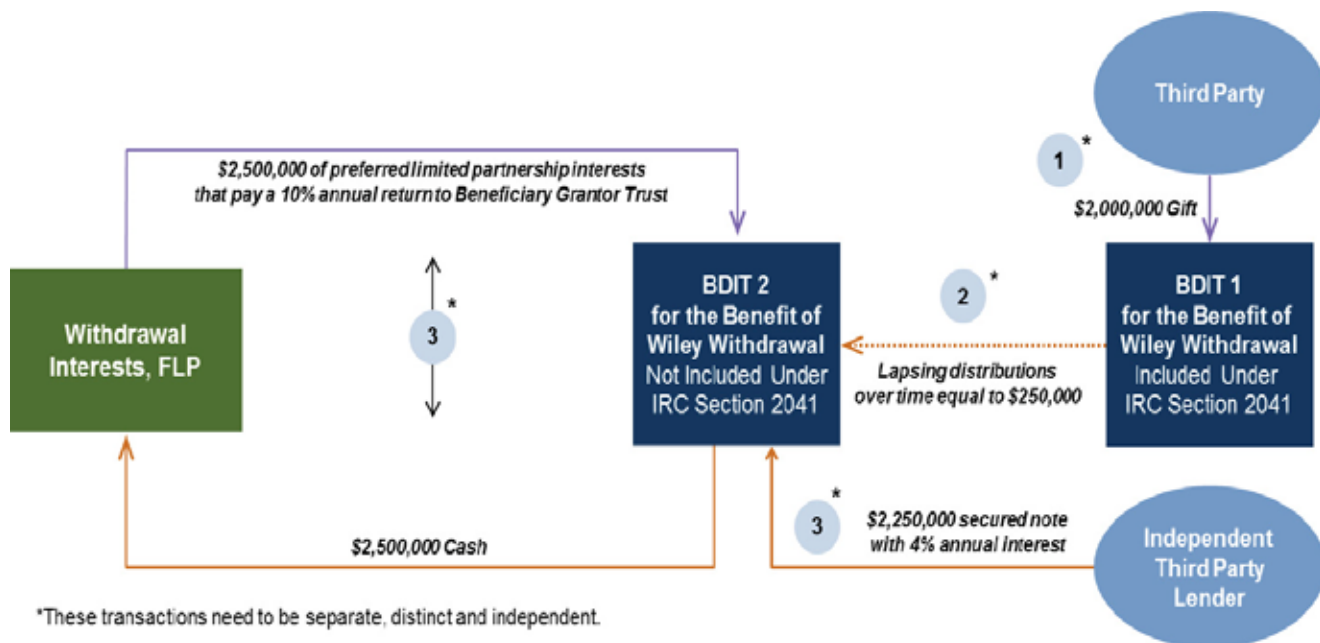 Third Party
1
*
$2,000,000 Gift
$2,500,000 of preferred limited partnership interests
that pay a 10% annual return to Beneficiary Grantor Trust
Withdrawal
Interests, FLP
3
*
BDIT 2
for the Benefit of
Wiley Withdrawal
Not Included Under
IRC Section 2041
2
*
Lapsing distributions
over time equal to $250,000
BDIT 1
for the Benefit of
Wiley Withdrawal
Included Under
IRC Section 2041
$2,500,000 Cash
3
*
$2,250,000 secured note
with 4% annual interest
Independent
Third Party
Lender
*These transactions need to be separate, distinct and independent.